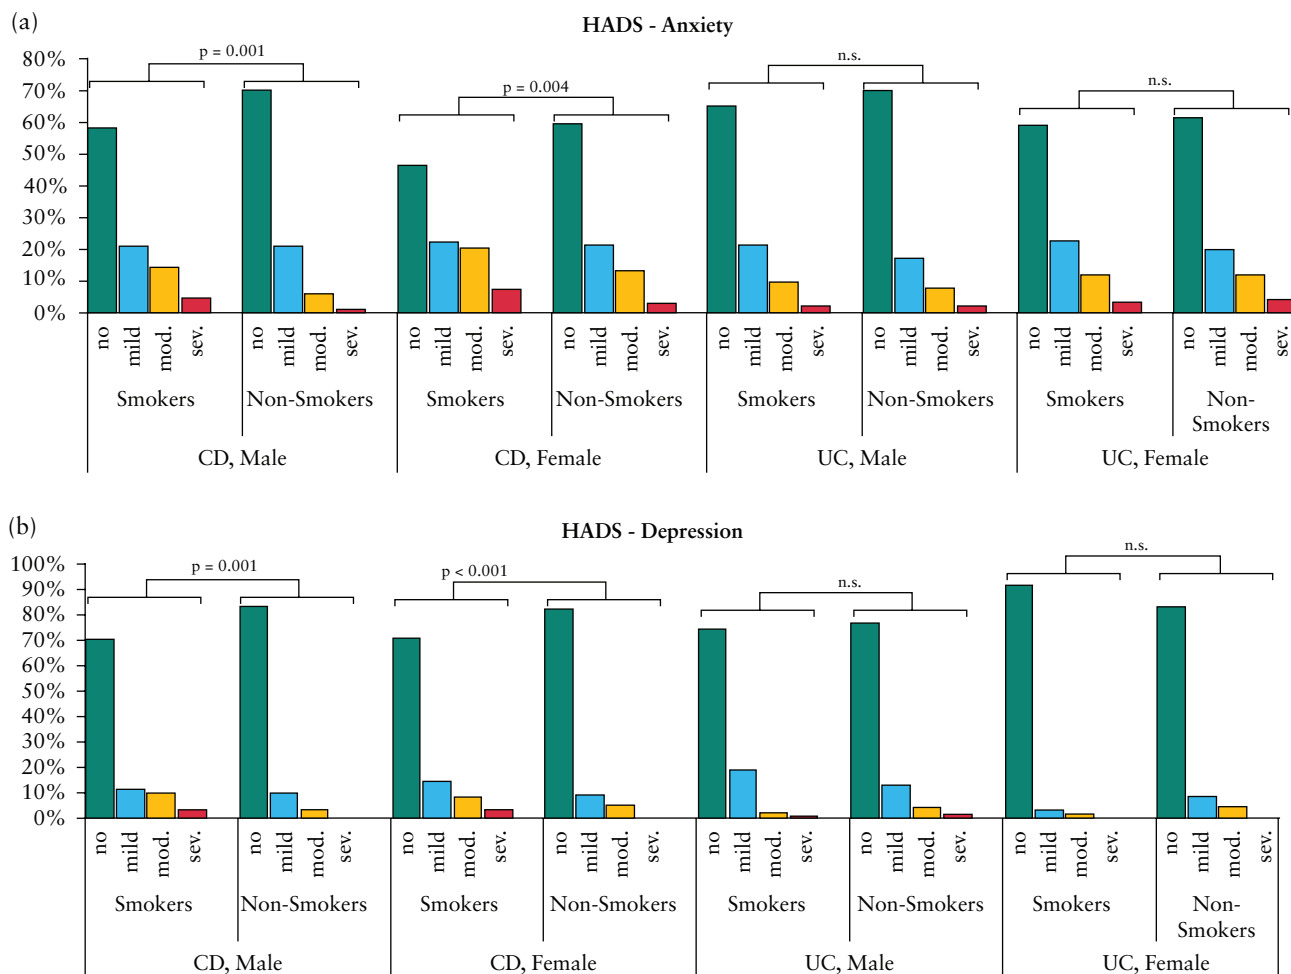 (a)
HADS - Anxiety
80%
70%
60%
50%
40%
30%
20%
10%
0%
p = 0.001
p = 0.004
n.s.
n.s.
no mild mod. sev. no mild mod. sev. no mild mod. sev. no mild mod. sev. no mild mod. sev. no mild mod. sev. no mild mod. sev. no mild mod. sev.
Smokers Non-Smokers Smokers Non-Smokers Smokers Non-Smokers Smokers Non-
Smokers
CD, Male CD, Female UC, Male UC, Female
(b)
HADS - Depression
100%
90%
80%
70%
60%
50%
40%
30%
20%
10%
0%
p = 0.001
p < 0.001
n.s.
n.s.
no mild mod. sev. no mild mod. sev. no mild mod. sev. no mild mod. sev. no mild mod. sev. no mild mod. sev. no mild mod. sev. no mild mod. sev.
Smokers Non-Smokers Smokers Non-Smokers Smokers Non-Smokers Smokers Non-
Smokers
CD, Male CD, Female UC, Male UC, Female